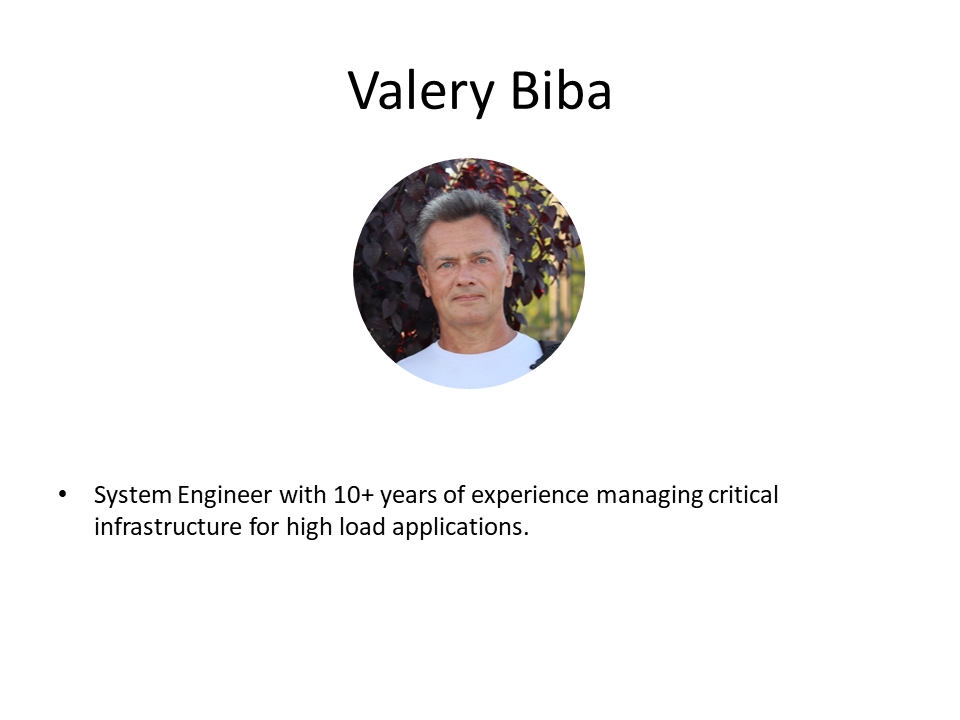 Valery Biba
• System Engineer with 10+ years of experience managing critical
infrastructure for high load applications.